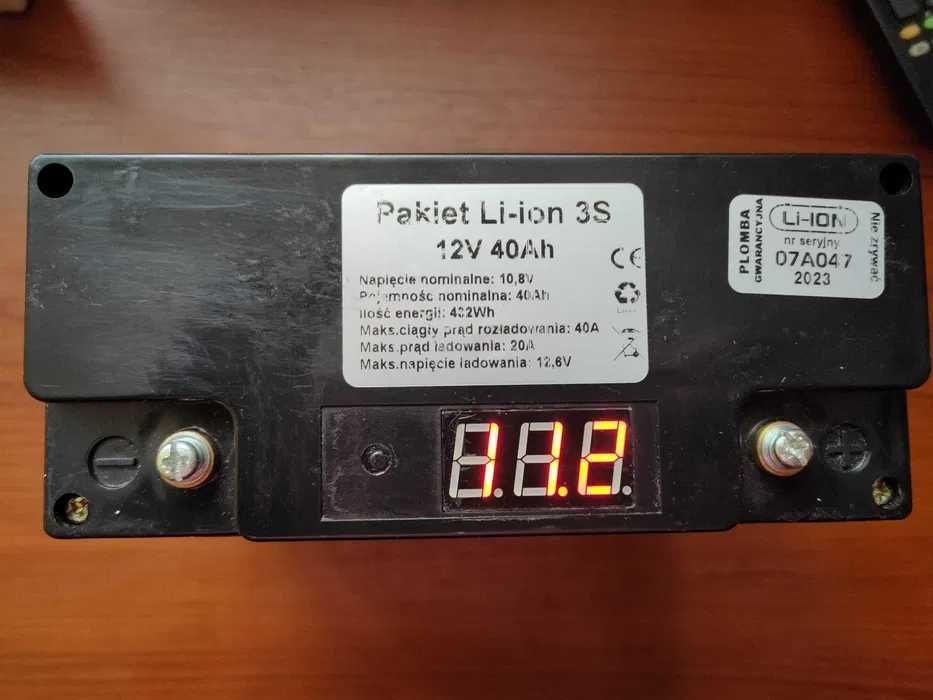 Pakiet Li-ion 3S
12V 40Ah
Napięcie nominalne: 10,8V
Pojemność nominalna: 40Ah
Ilość energii: 432Wh
Maks.ciągły prąd rozładowania: 40A
Maks.prąd ładowania: 20A
Maks.napięcie ładowania: 12,6V
CE
PLOMBA
GWARANCYJNA
Li-ION
nr seryjny
07A047
2023
Nie zrywać
11.2